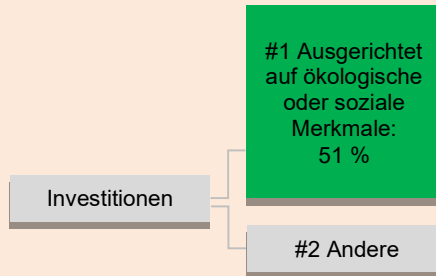 #1 Ausgerichtet
auf ökologische
oder soziale
Merkmale:
51 %
Investitionen
#2 Andere